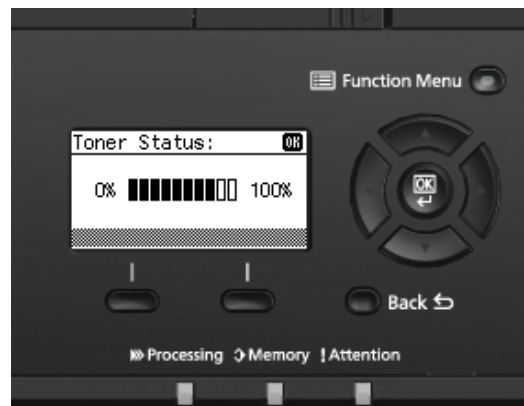 Function Menu
Toner Status: OK
0% 100%
OK
Back
Processing Memory !Attention